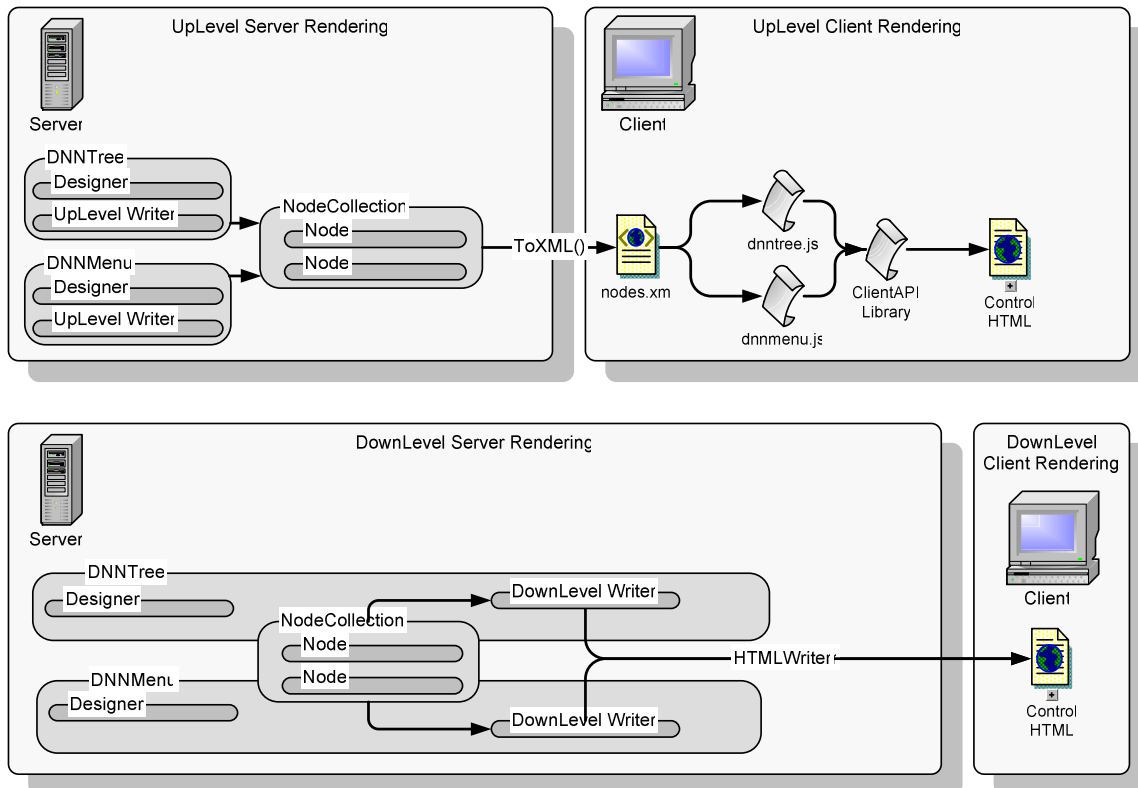 UpLevel Server Rendering
Server
DNNTree
Designer
UpLevel Writer
DNNMenu
Designer
UpLevel Writer
NodeCollection
Node
Node
ToXML()
UpLevel Client Rendering
Client
nodes.xm
dnntree.js
dnnmenu.js
ClientAPI
Library
Control
HTML
DownLevel Server Rendering
Server
DNNTree
Designer
NodeCollection
Node
Node
DNNMenu
Designer
DownLevel Writer
DownLevel Writer
HTMLWriter
DownLevel
Client Rendering
Client
Control
HTML